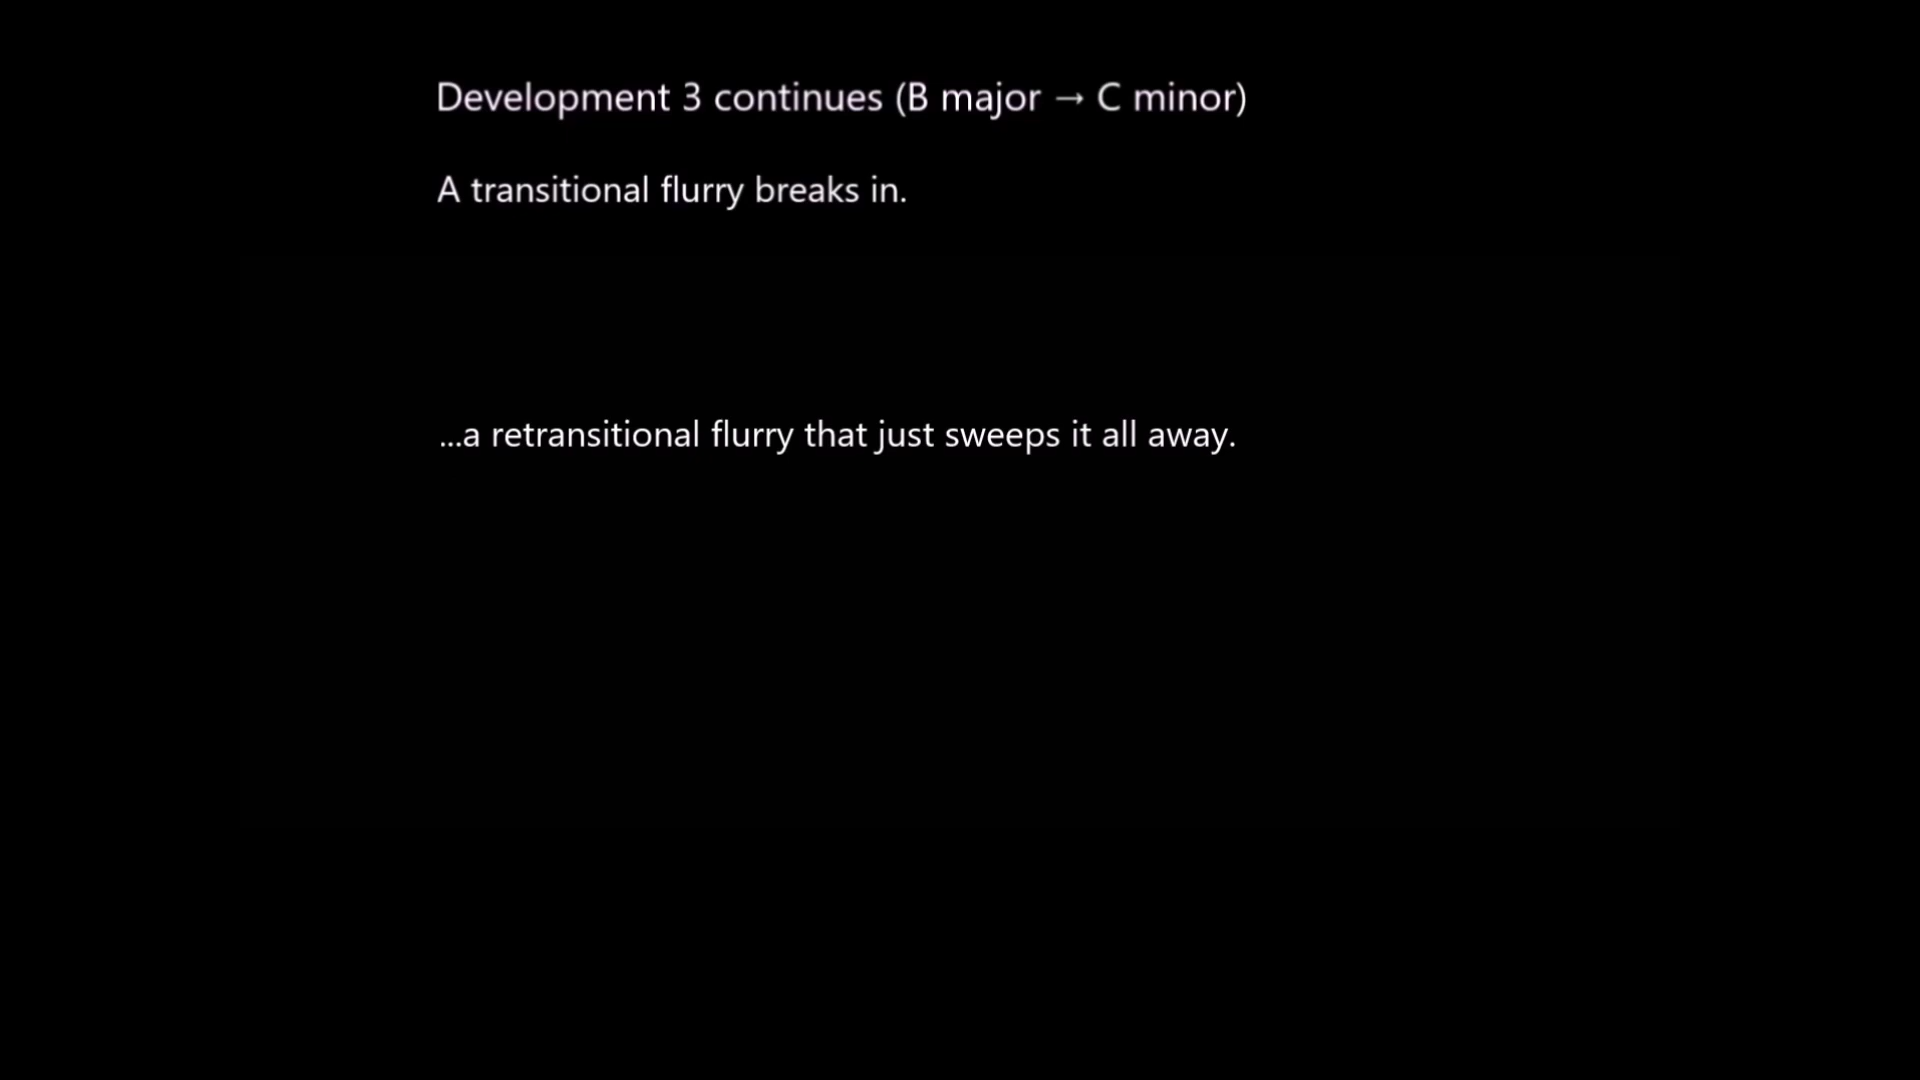 Development 3 continues (B major → C minor)
A transitional flurry breaks in.
...a retransitional flurry that just sweeps it all away.